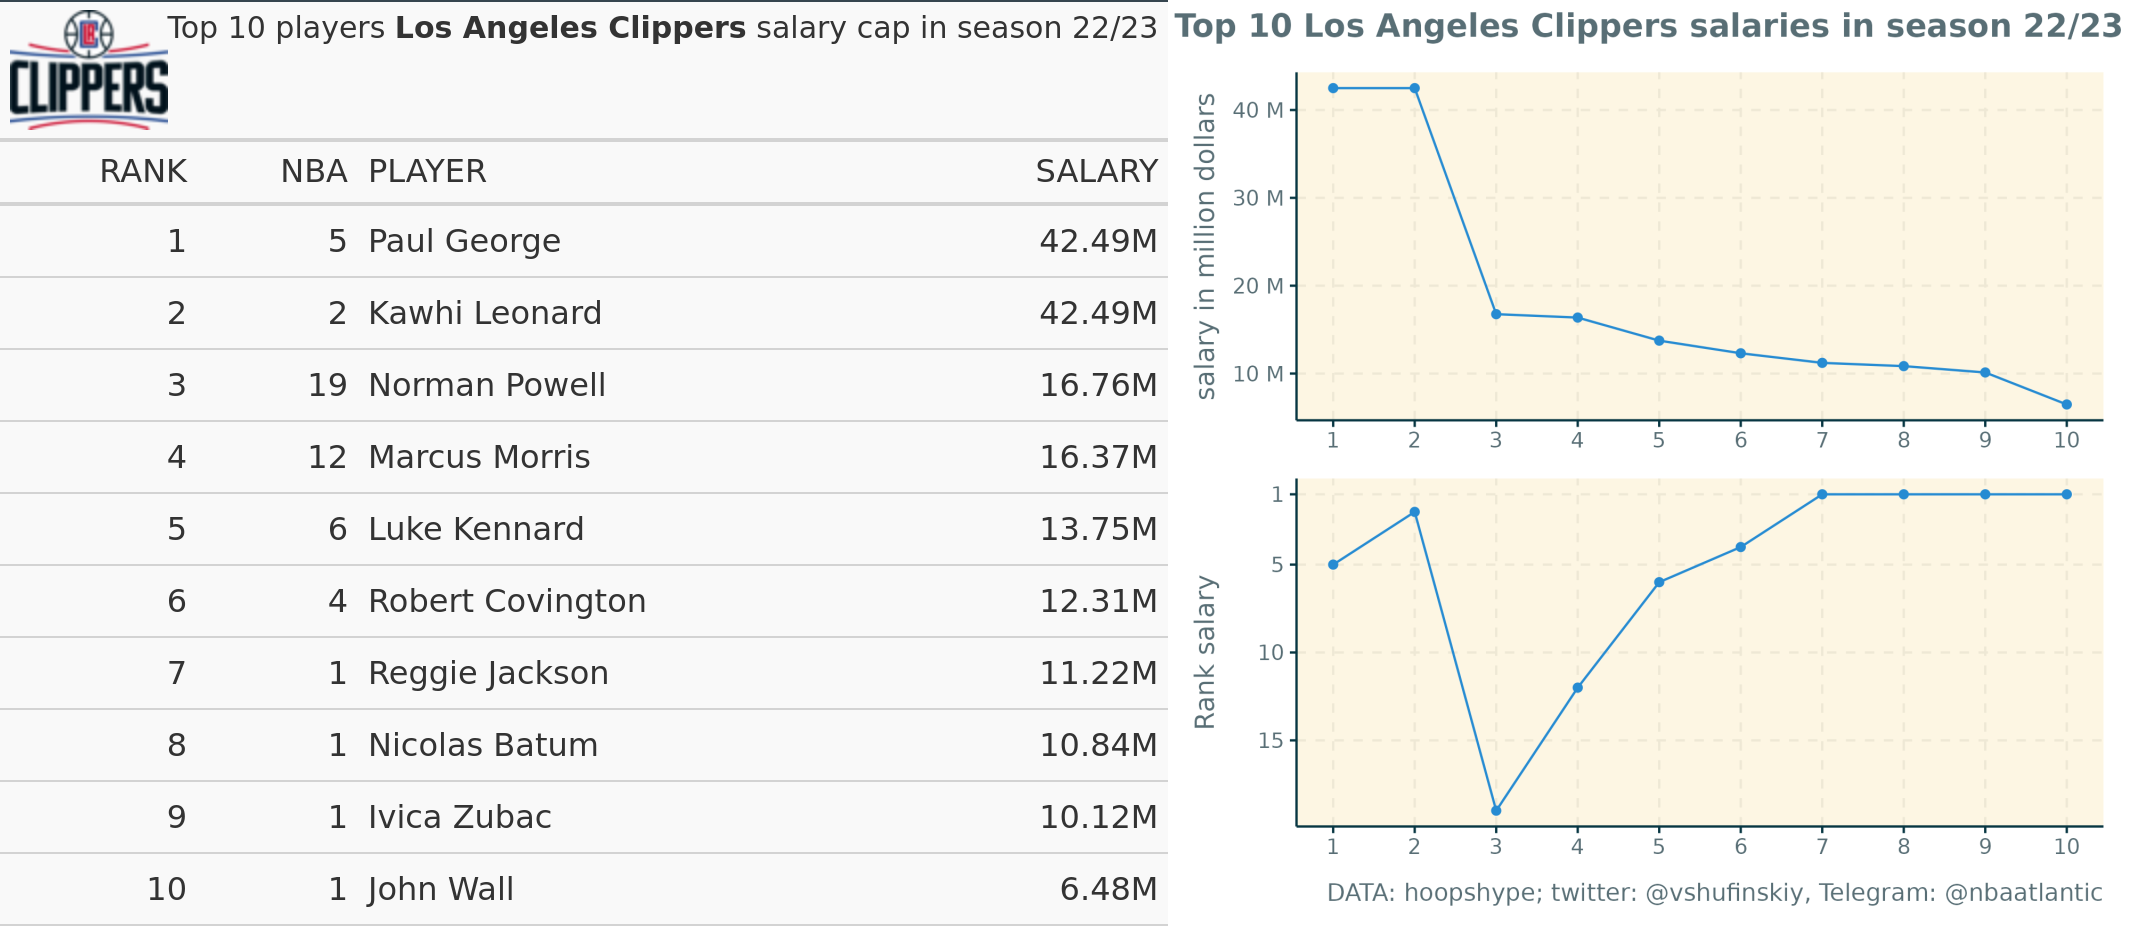 Top 10 players Los Angeles Clippers salary cap in season 22/23
CLIPPERS
RANK NBA PLAYER SALARY
1 5 Paul George 42.49M
2 2 Kawhi Leonard 42.49M
3 19 Norman Powell 16.76M
4 12 Marcus Morris 16.37M
5 6 Luke Kennard 13.75M
6 4 Robert Covington 12.31M
7 1 Reggie Jackson 11.22M
8 1 Nicolas Batum 10.84M
9 1 Ivica Zubac 10.12M
10 1 John Wall 6.48M
Top 10 Los Angeles Clippers salaries in season 22/23
salary in million dollars
40 M
30 M
20 M
10 M
1 2 3 4 5 6 7 8 9 10
Rank salary
1
5
10
15
1 2 3 4 5 6 7 8 9 10
DATA: hoopshype; twitter: @vshufinskiy, Telegram: @nbaatlantic